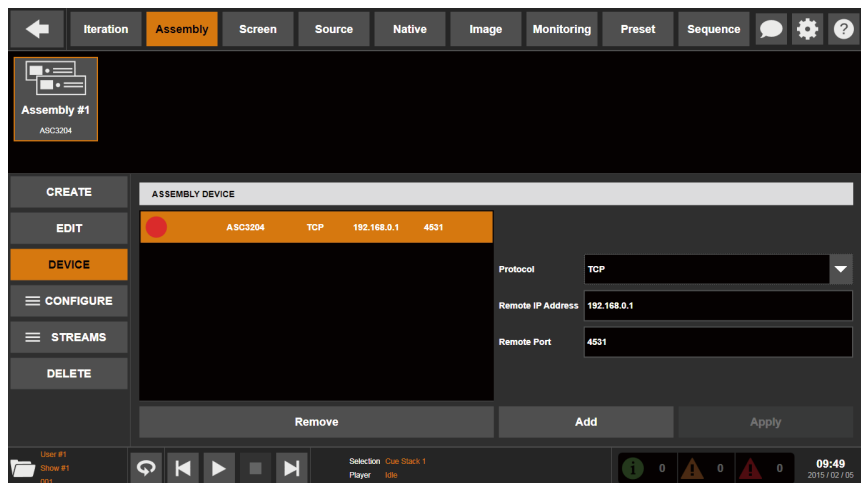 Iteration Assembly Screen Source Native Image Monitoring Preset Sequence ?
Assembly #1
ASC3204
CREATE
ASSEMBLY DEVICE
EDIT
ASC3204 TCP 192.168.0.1 4531
DEVICE
Protocol TCP
CONFIGURE
Remote IP Address 192.168.0.1
STREAMS
Remote Port 4531
DELETE
Remove Add Apply
User #1
Show #1
001
Selection Cue Stack 1
Player Idle
i 0 0 0
09:49
2015 / 02 / 05